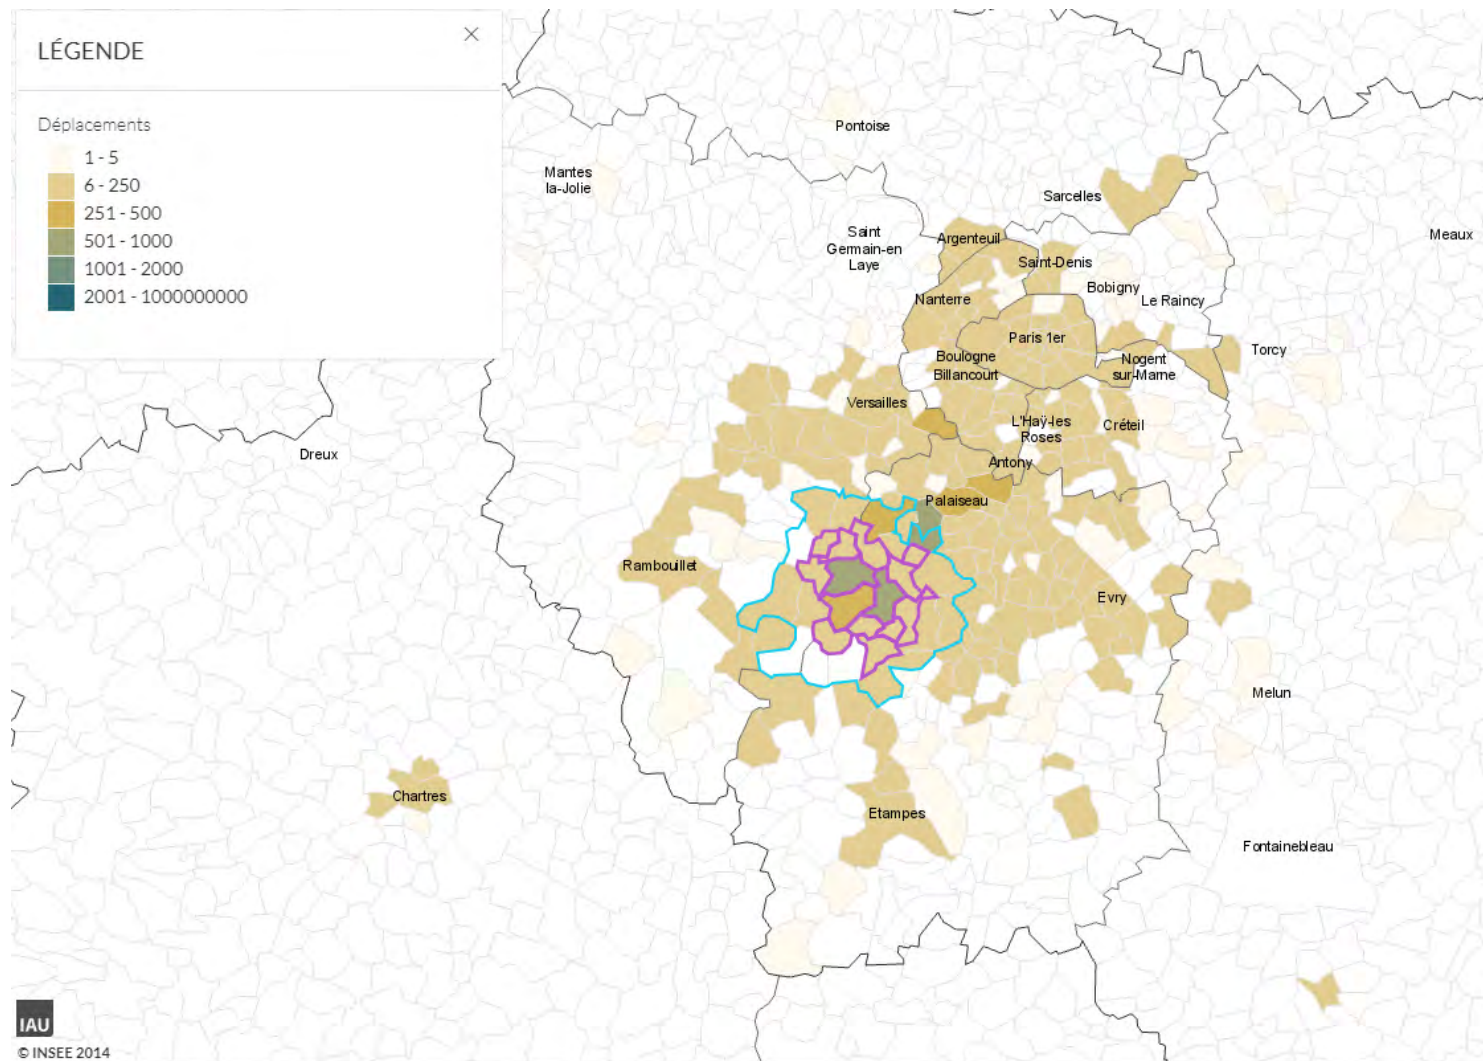 LÉGENDE
Déplacements
1 - 5
6 - 250
251 - 500
501 - 1000
1001 - 2000
2001 - 1000000000
Pontoise
Mantes
la-Jolie
Sarcelles
Saint
Germain-en
Laye
Argenteuil
Meaux
Saint-Denis
Bobigny
Le Raincy
Nanterre
Paris 1er
Torcy
Boulogne
Billancourt
Nogent
sur-Marne
Versailles
L'Haÿ-les
Roses
Créteil
Dreux
Antony
Palaiseau
Rambouillet
Evry
Melun
Chartres
Etampes
Fontainebleau
IAU
© INSEE 2014